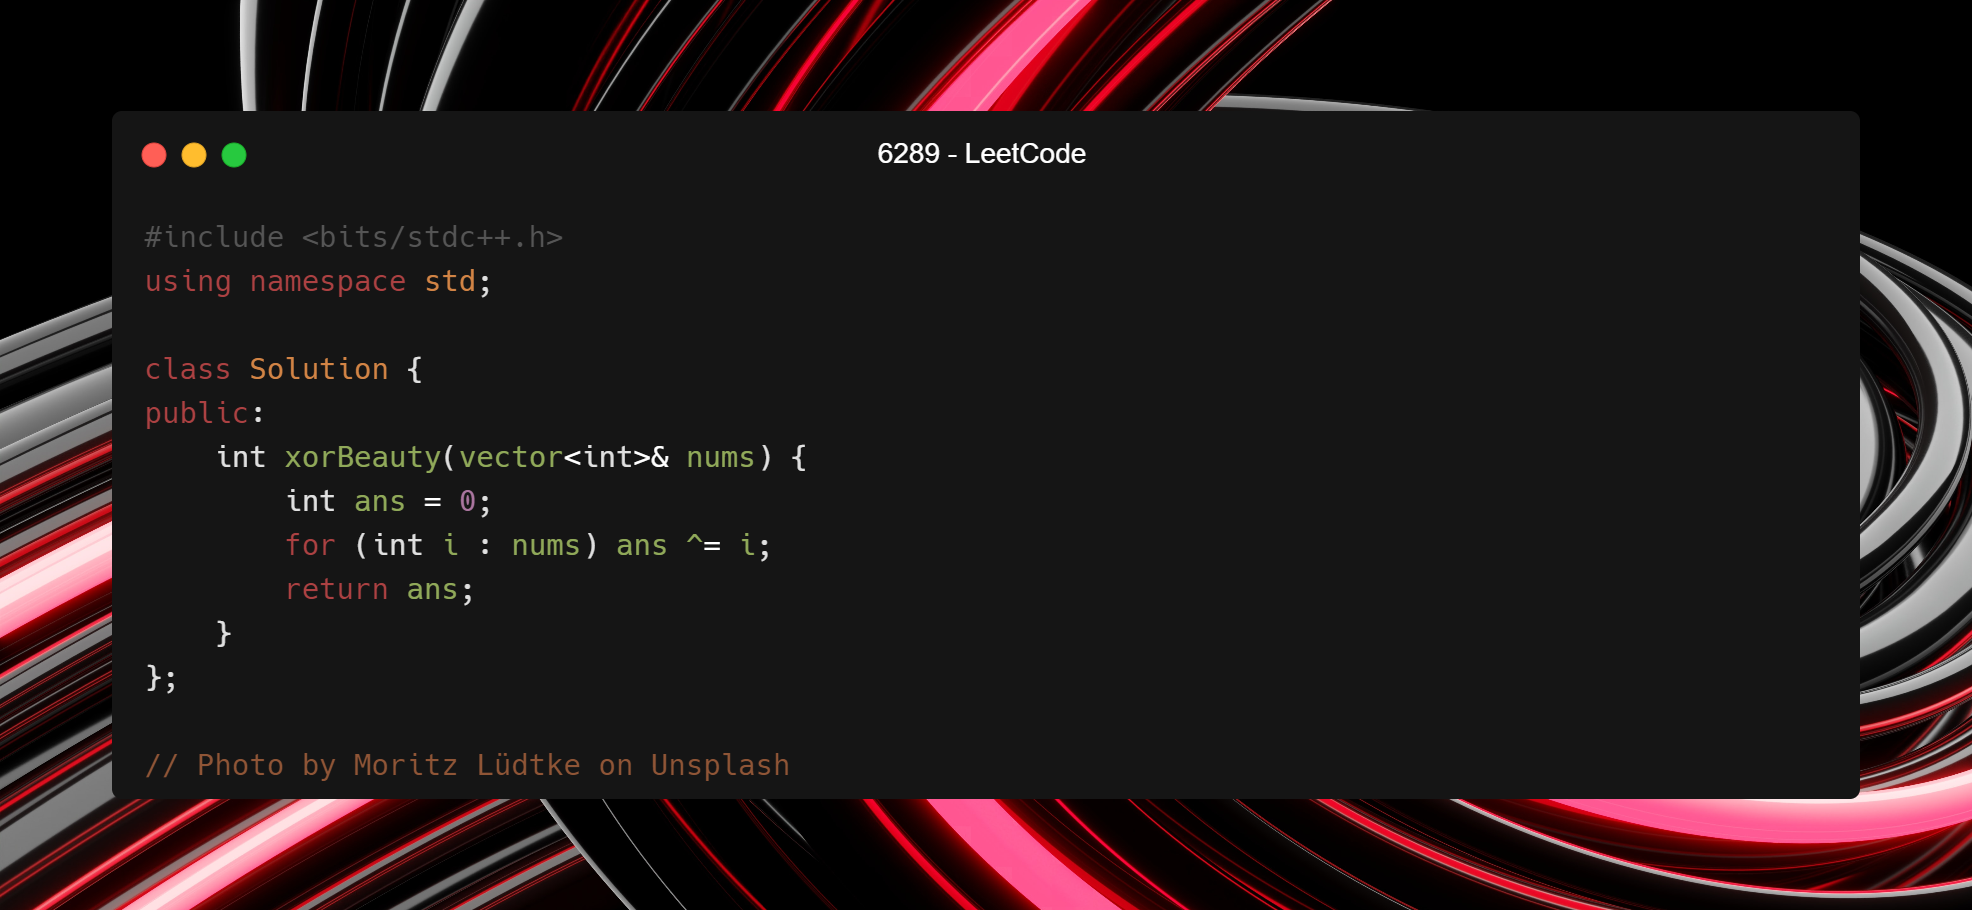 6289 - LeetCode
#include <bits/stdc++.h>
using namespace std;
class Solution {
public:
    int xorBeauty(vector<int>& nums) {
        int ans = 0;
        for (int i : nums) ans ^= i;
        return ans;
    }
};
// Photo by Moritz Lüdtke on Unsplash